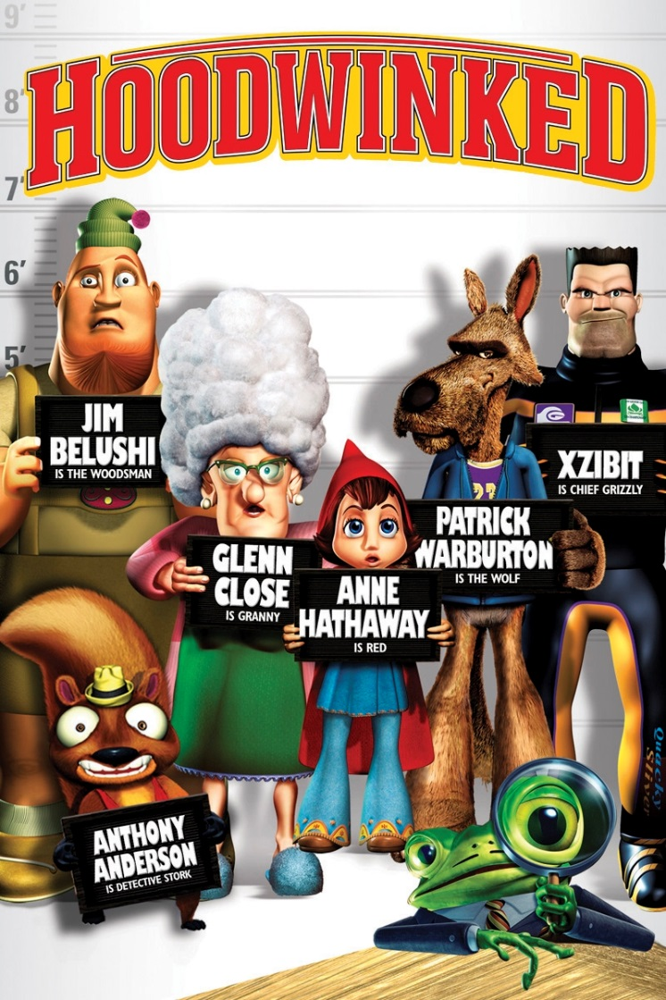 9'
HOODWINKED
8'
7'
6'
5'
JIM
BELUSHI
IS THE WOODSMAN
XZIBIT
IS CHIEF GRIZZLY
PATRICK
WARBURTON
IS THE WOLF
GLENN
CLOSE
IS GRANNY
ANNE
HATHAWAY
IS RED
ANTHONY
ANDERSON
IS DETECTIVE STORK